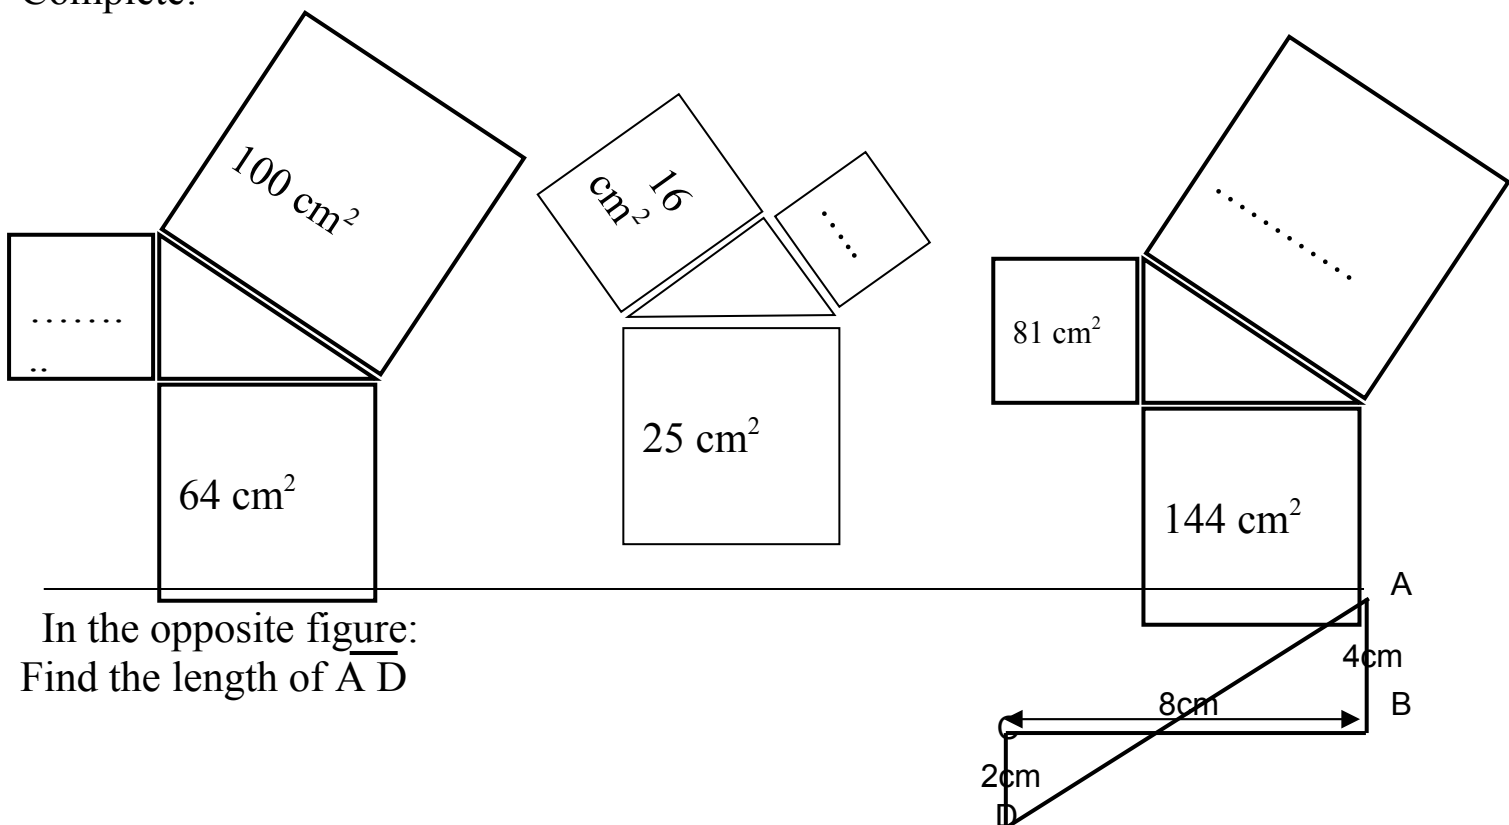 Complete:
100 cm²
16
cm²
.....
..........
.......
..
81 cm²
25 cm²
64 cm²
144 cm²
A
In the opposite figure:
4cm
Find the length of A D
8cm
B
C
2cm
D